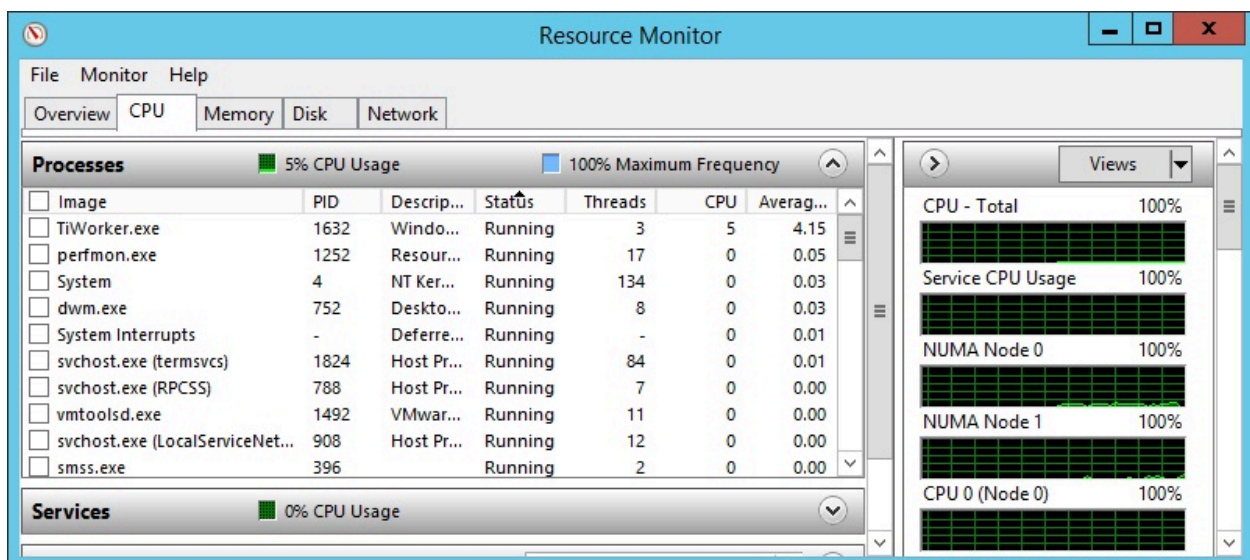 Resource Monitor
File Monitor Help
Overview CPU Memory Disk Network
Processes 5% CPU Usage 100% Maximum Frequency
Image PID Descrip... Status Threads CPU Averag...
TiWorker.exe 1632 Windo... Running 3 5 4.15
perfmon.exe 1252 Resour... Running 17 0 0.05
System 4 NT Ker... Running 134 0 0.03
dwm.exe 752 Deskto... Running 8 0 0.03
System Interrupts - Deferre... Running - 0 0.01
svchost.exe (termsvcs) 1824 Host Pr... Running 84 0 0.01
svchost.exe (RPCSS) 788 Host Pr... Running 7 0 0.00
vmtoolsd.exe 1492 VMwar... Running 11 0 0.00
svchost.exe (LocalServiceNet... 908 Host Pr... Running 12 0 0.00
smss.exe 396 Running 2 0 0.00
Services 0% CPU Usage
Views
CPU - Total 100%
Service CPU Usage 100%
NUMA Node 0 100%
NUMA Node 1 100%
CPU 0 (Node 0) 100%